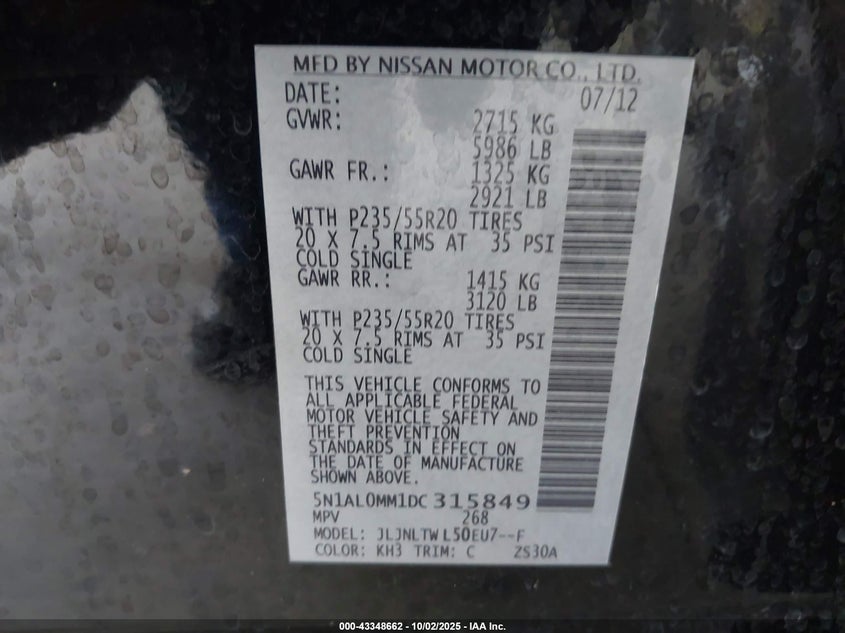 MFD BY NISSAN MOTOR CO., LTD.
DATE: 07/12
GVWR: 2715 KG
5986 LB
GAWR FR.: 1325 KG
2921 LB
WITH P235/55R20 TIRES
20 X 7.5 RIMS AT 35 PSI
COLD SINGLE
GAWR RR.: 1415 KG
3120 LB
WITH P235/55R20 TIRES
20 X 7.5 RIMS AT 35 PSI
COLD SINGLE
THIS VEHICLE CONFORMS TO
ALL APPLICABLE FEDERAL
MOTOR VEHICLE SAFETY AND
THEFT PREVENTION
STANDARDS IN EFFECT ON
THE DATE OF MANUFACTURE
SHOWN ABOVE.
5N1AL0MM1DC 315849
MPV 268
MODEL: JLJNLTW L50EU7--F
COLOR: KH3 TRIM: C ZS30A
000-43348662 - 10/02/2025 - IAA Inc.